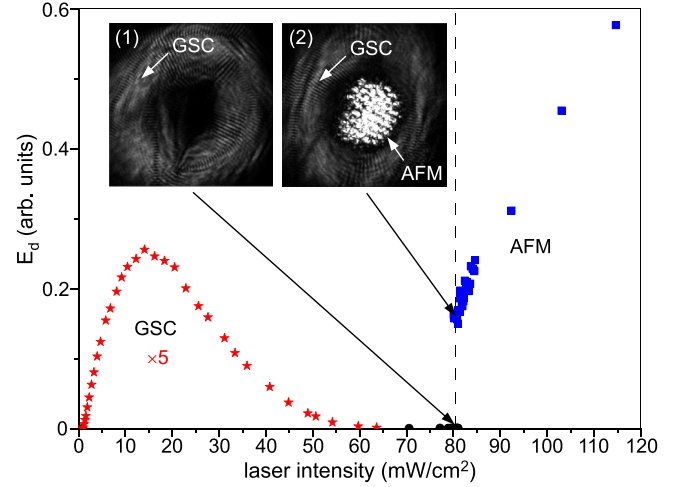 0.6
(1)
GSC
(2)
GSC
AFM
0.4
E_d (arb. units)
AFM
0.2
GSC
×5
0
0 10 20 30 40 50 60 70 80 90 100 110 120
laser intensity (mW/cm²)